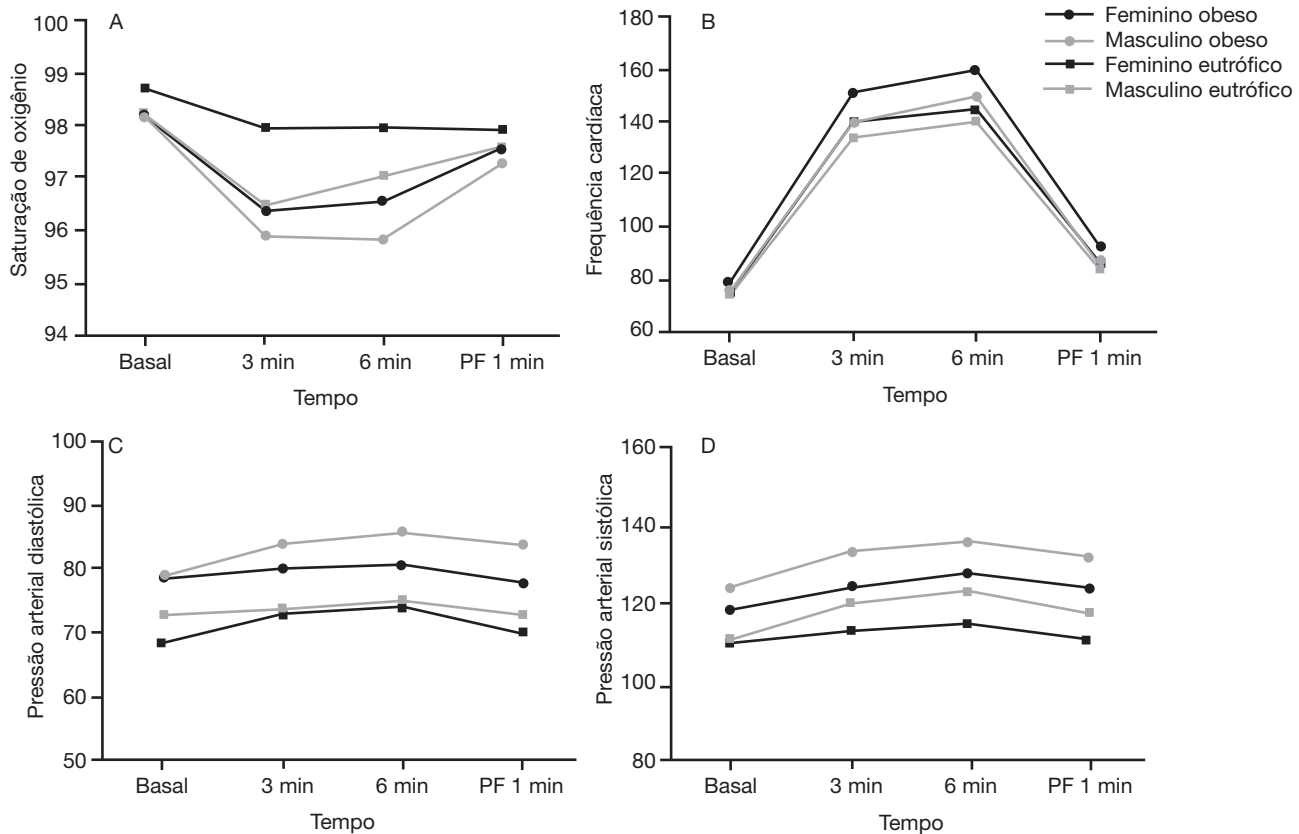 A
Saturação de oxigênio
100
99
98
97
96
95
94
Basal 3 min 6 min PF 1 min
Tempo
B
Frequência cardíaca
180
160
140
120
100
80
60
Basal 3 min 6 min PF 1 min
Tempo
Feminino obeso
Masculino obeso
Feminino eutrófico
Masculino eutrófico
C
Pressão arterial diastólica
100
90
80
70
60
50
Basal 3 min 6 min PF 1 min
Tempo
D
Pressão arterial sistólica
160
140
120
100
80
Basal 3 min 6 min PF 1 min
Tempo